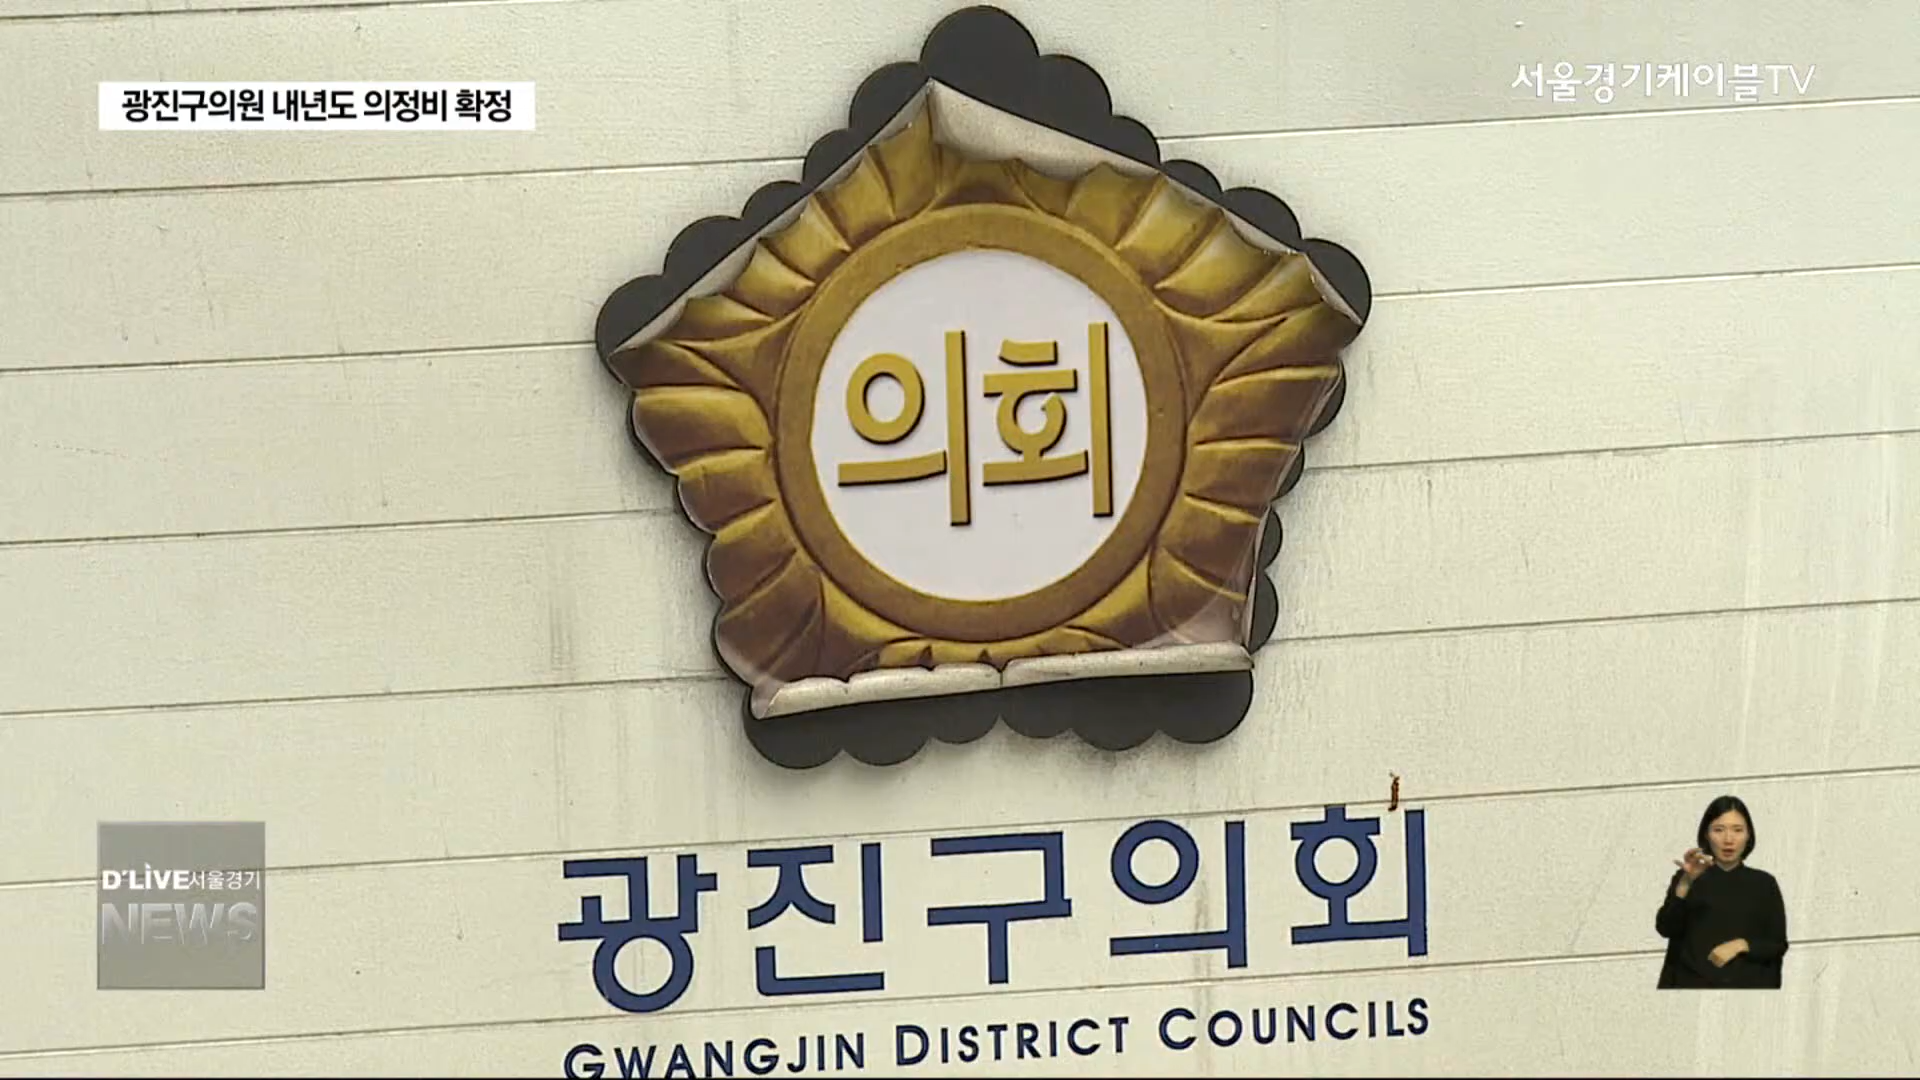 광진구의원 내년도 의정비 확정
서울경기케이블TV
의회
D'LIVE서울경기
NEWS
광진구의회
GWANGJIN DISTRICT COUNCILS